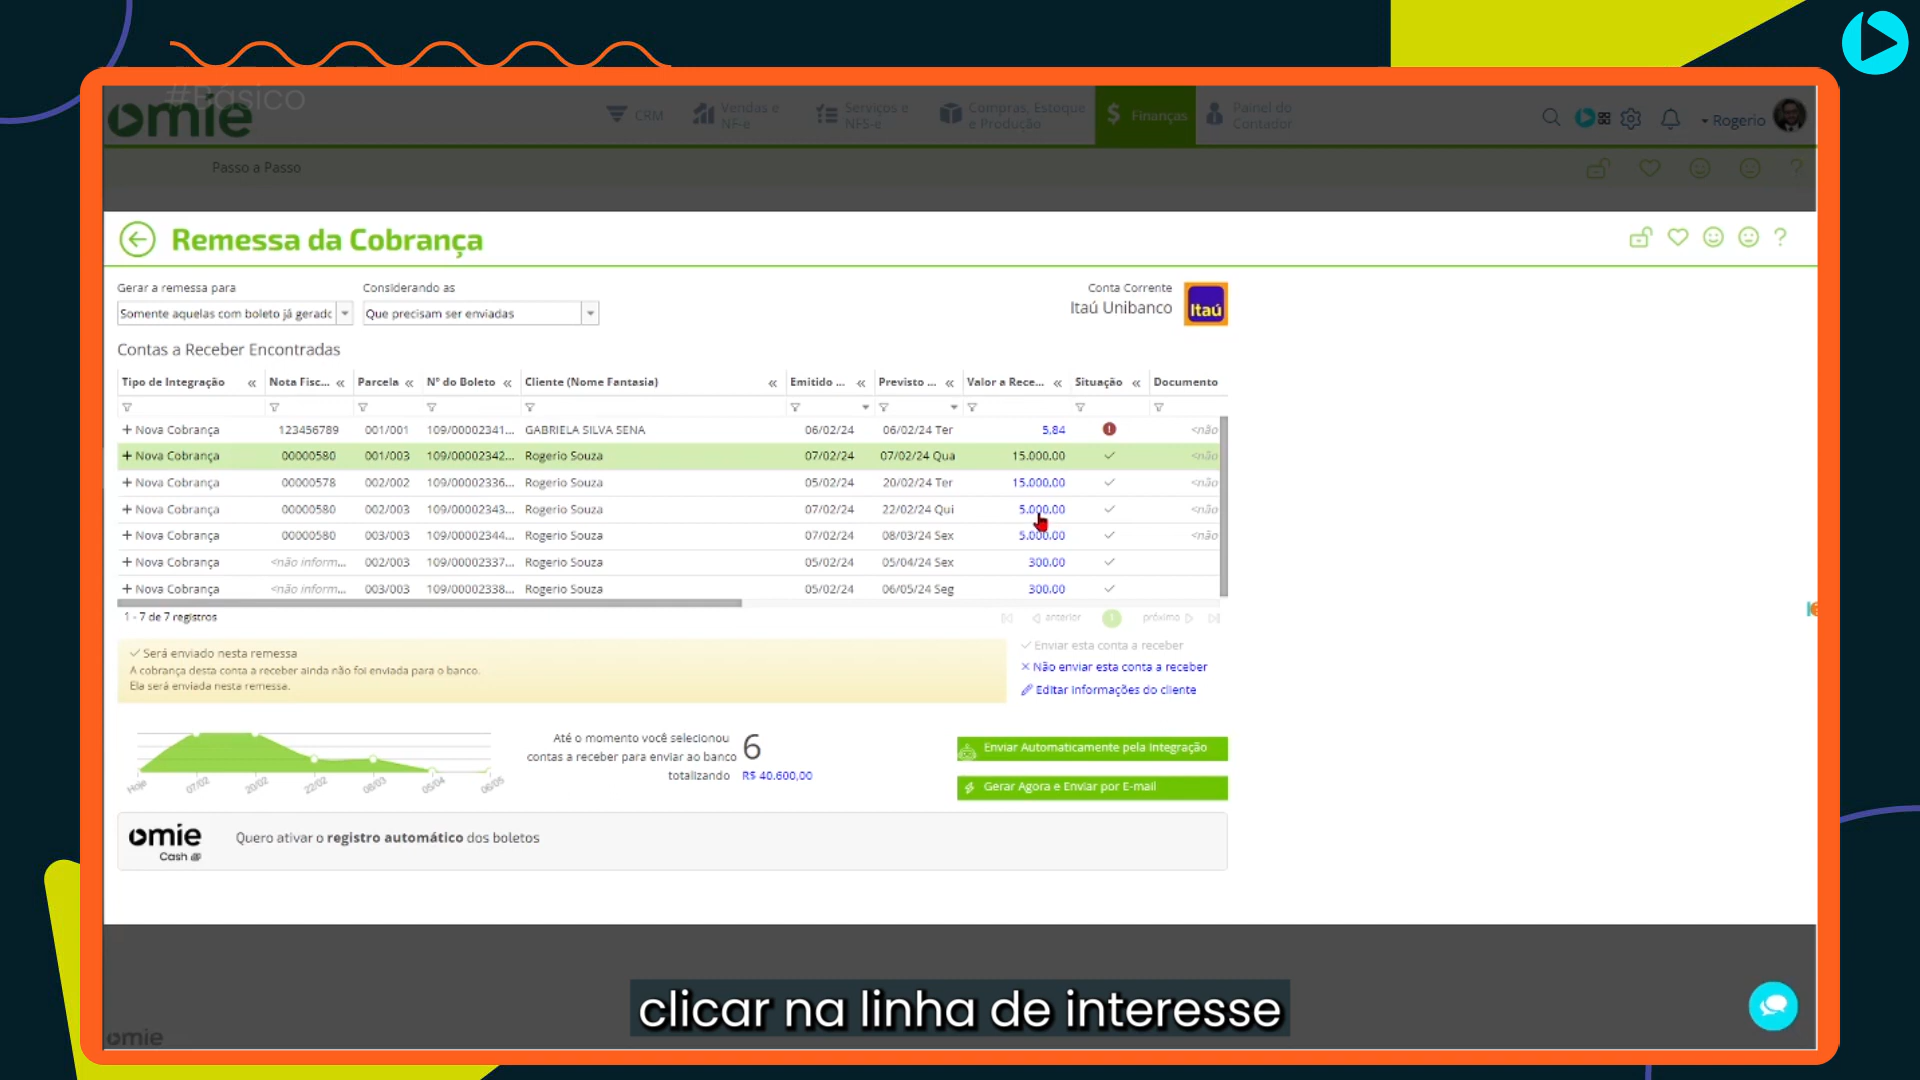 #Básico
omie
CRM
Vendas e
NF-e
Serviços e
NFS-e
Compras, Estoque
e Produção
$ Finanças
Painel do
Contador
Rogerio
Passo a Passo
Remessa da Cobrança
?
Gerar a remessa para
Considerando as
Somente aquelas com boleto já gerado
Que precisam ser enviadas
Conta Corrente
Itaú Unibanco
Itaú
Contas a Receber Encontradas
Tipo de Integração « Nota Fisc... « Parcela « Nº do Boleto « Cliente (Nome Fantasia) « Emitido ... « Previsto ... « Valor a Rece... « Situação « Documento
+ Nova Cobrança 123456789 001/001 109/00002341... GABRIELA SILVA SENA 06/02/24 06/02/24 Ter 5,84 <não
+ Nova Cobrança 00000580 001/003 109/00002342... Rogerio Souza 07/02/24 07/02/24 Qua 15.000,00 ✓ <não
+ Nova Cobrança 00000578 002/002 109/00002336... Rogerio Souza 05/02/24 20/02/24 Ter 15.000,00 ✓ <não
+ Nova Cobrança 00000580 002/003 109/00002343... Rogerio Souza 07/02/24 22/02/24 Qui 5.000,00 ✓ <não
+ Nova Cobrança 00000580 003/003 109/00002344... Rogerio Souza 07/02/24 08/03/24 Sex 5.000,00 ✓ <não
+ Nova Cobrança <não inform... 002/003 109/00002337... Rogerio Souza 05/02/24 05/04/24 Sex 300,00 ✓
+ Nova Cobrança <não inform... 003/003 109/00002338... Rogerio Souza 05/02/24 06/05/24 Seg 300,00 ✓
1 - 7 de 7 registros
anterior 1 próximo
✓ Será enviado nesta remessa
A cobrança desta conta a receber ainda não foi enviada para o banco.
Ela será enviada nesta remessa.
✓ Enviar esta conta a receber
× Não enviar esta conta a receber
Editar informações do cliente
Hoje 07/02 20/02 22/02 08/03 05/04 06/05
Até o momento você selecionou
contas a receber para enviar ao banco
6
totalizando R$ 40.600,00
Enviar Automaticamente pela Integração
Gerar Agora e Enviar por E-mail
omie
Cash
Quero ativar o registro automático dos boletos
clicar na linha de interesse
omie